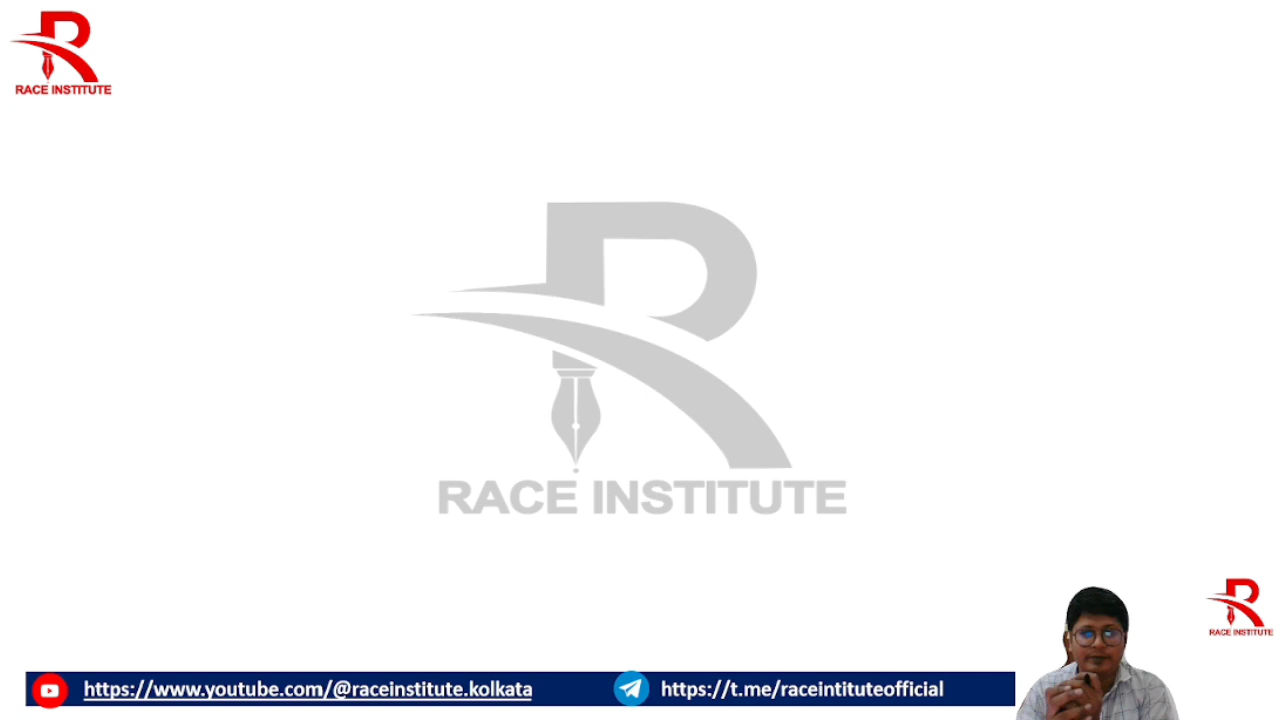 RACE INSTITUTE
RACE INSTITUTE
RACE INSTITUTE
https://www.youtube.com/@raceinstitute.kolkata
https://t.me/raceintituteofficial